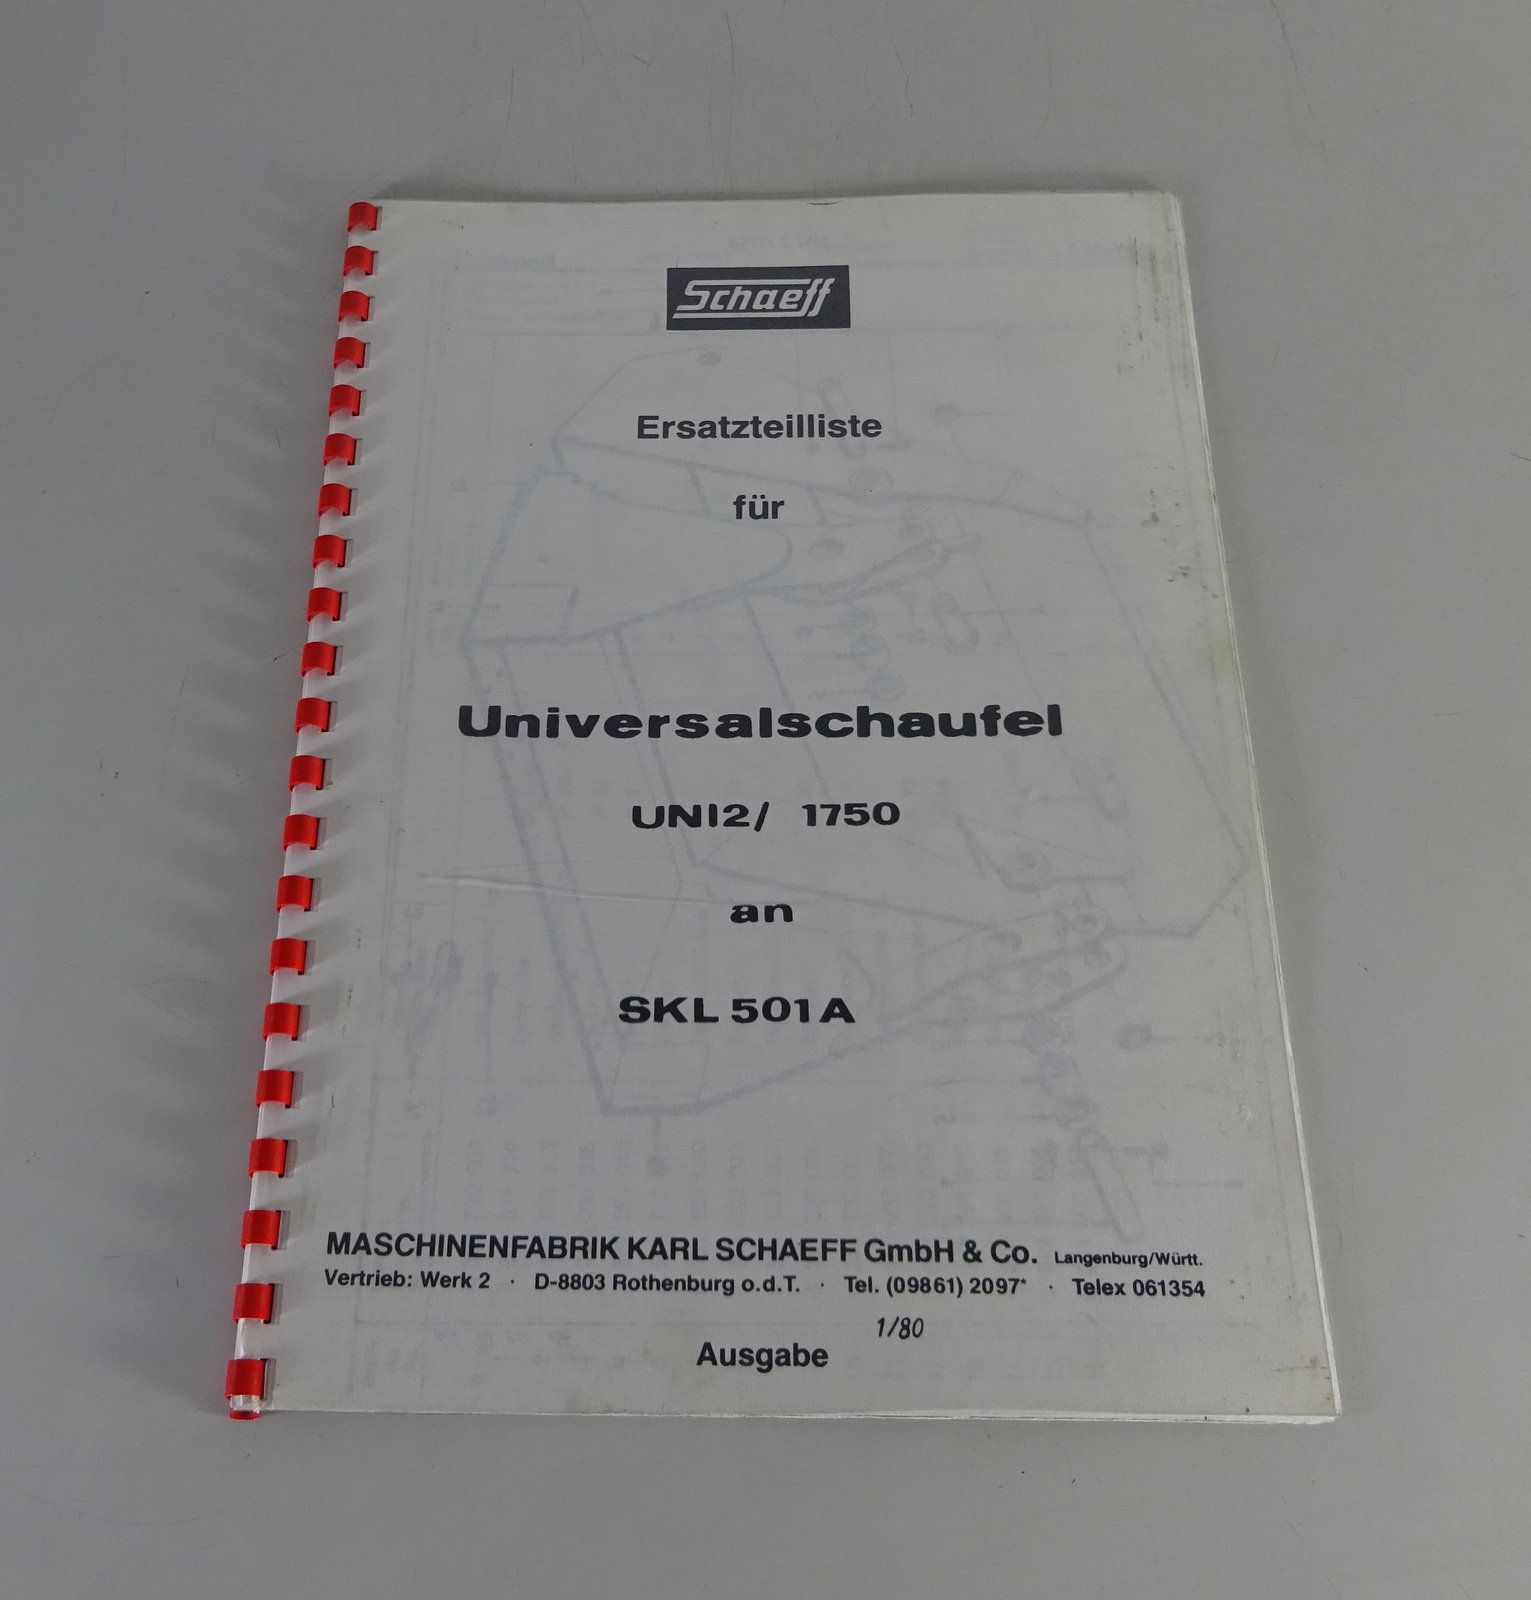 Schaeff
Ersatzteilliste
für
Universalschaufel
UNI2/ 1750
an
SKL 501 A
MASCHINENFABRIK KARL SCHAEFF GmbH & Co. Langenburg/Württ.
Vertrieb: Werk 2 · D-8803 Rothenburg o.d.T. · Tel. (09861) 2097* · Telex 061354
1/80
Ausgabe